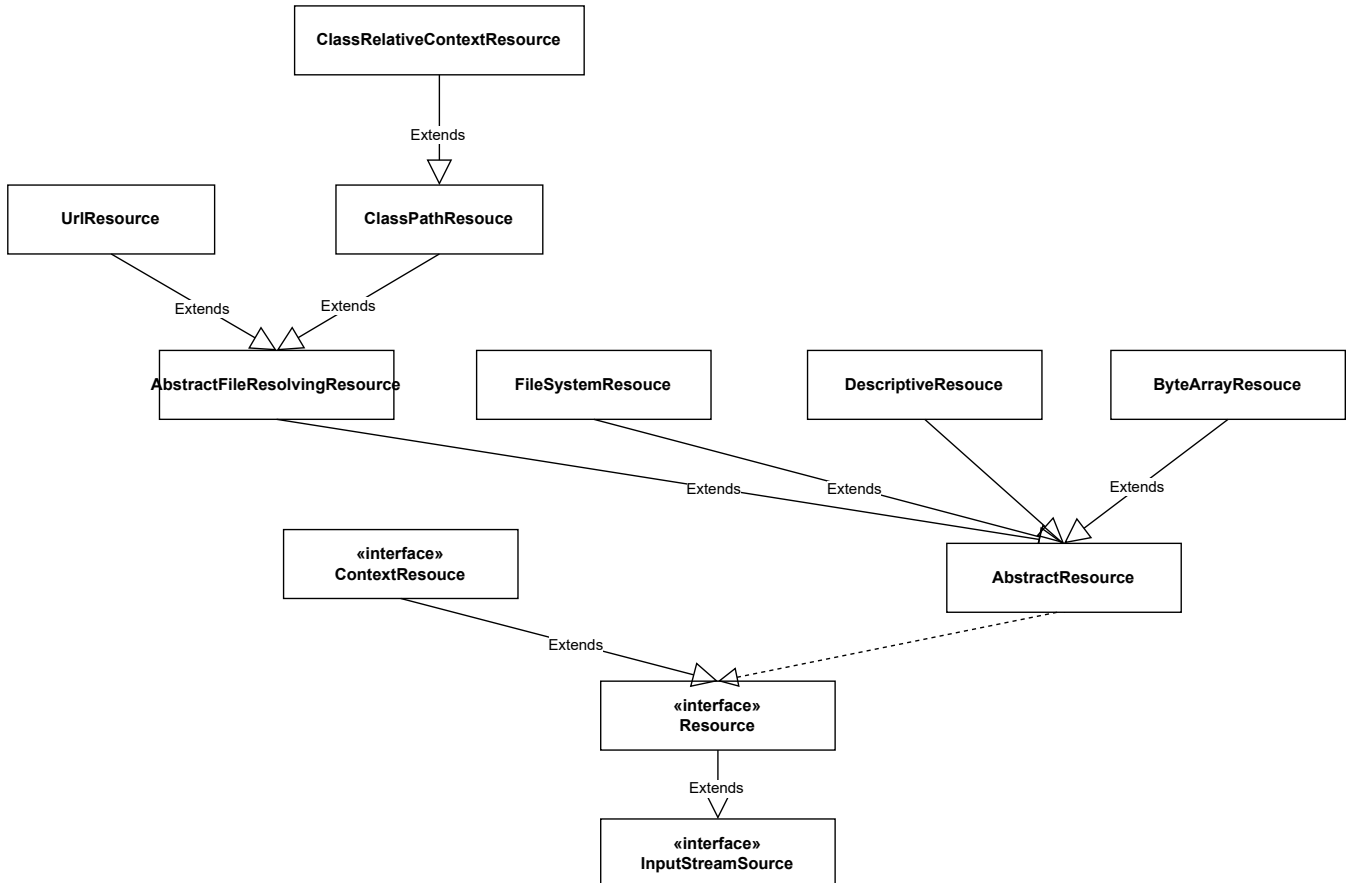 ClassRelativeContextResource
Extends
UrlResource
ClassPathResouce
Extends
Extends
AbstractFileResolvingResource
FileSystemResouce
DescriptiveResouce
ByteArrayResouce
Extends
Extends
Extends
«interface»
ContextResouce
AbstractResource
Extends
«interface»
Resource
Extends
«interface»
InputStreamSource